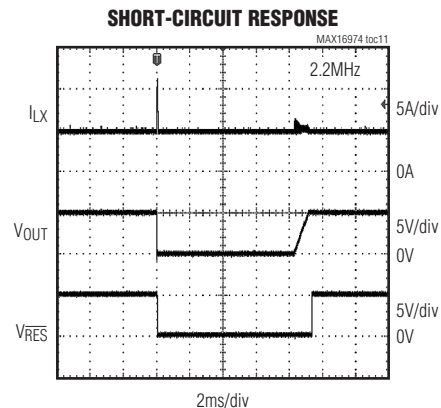 SHORT-CIRCUIT RESPONSE
MAX16974 toc11
T
2.2MHz
ILX
5A/div
0A
VOUT
5V/div
0V
VRES
5V/div
0V
2ms/div